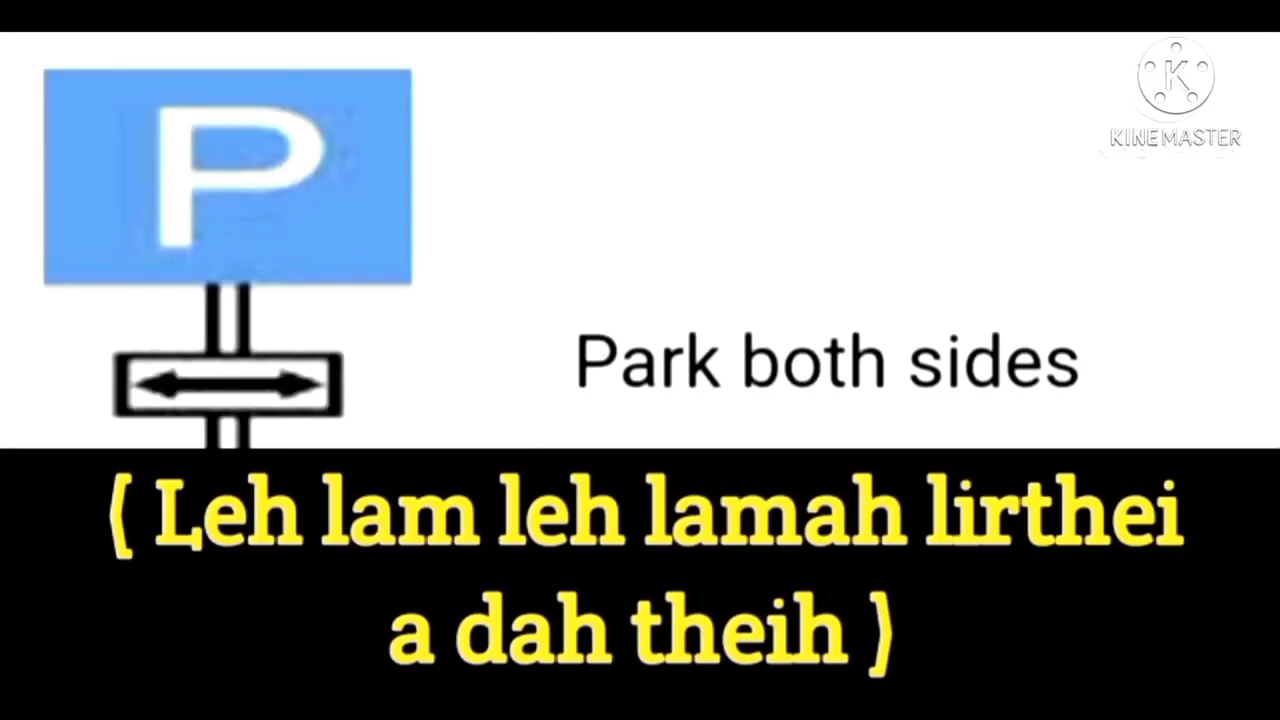 P
K
KINEMASTER
Park both sides
( Leh lam leh lamah lirthei
a dah theih )